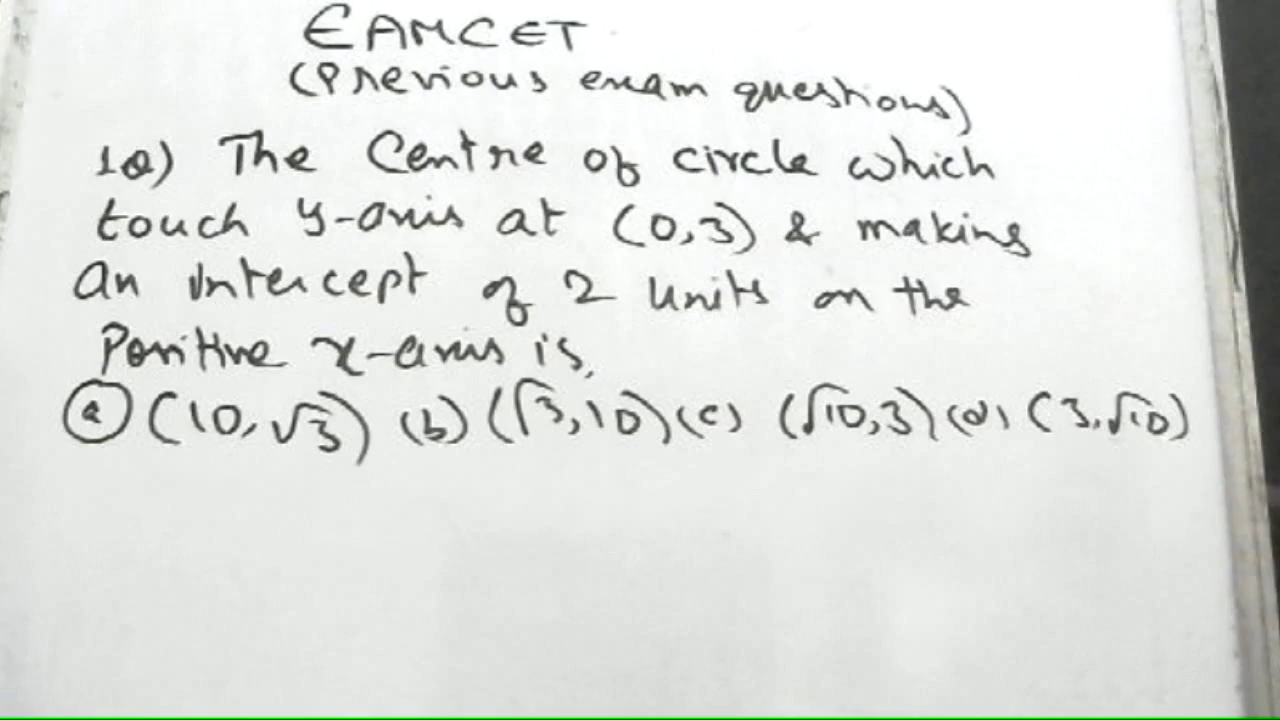 EAMCET
(Previous exam questions)
1Q) The Centre of circle which
touch y-axis at (0,3) & making
an intercept of 2 units on the
Positive x-axis is,
(a) (10,√3) (b) (√3,10) (c) (√10,3) (d) (3,√10)